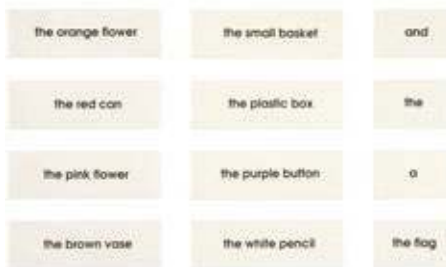 the orange flower
the small basket
and
the red can
the plastic box
the
the pink flower
the purple button
a
the brown vase
the white pencil
the flag